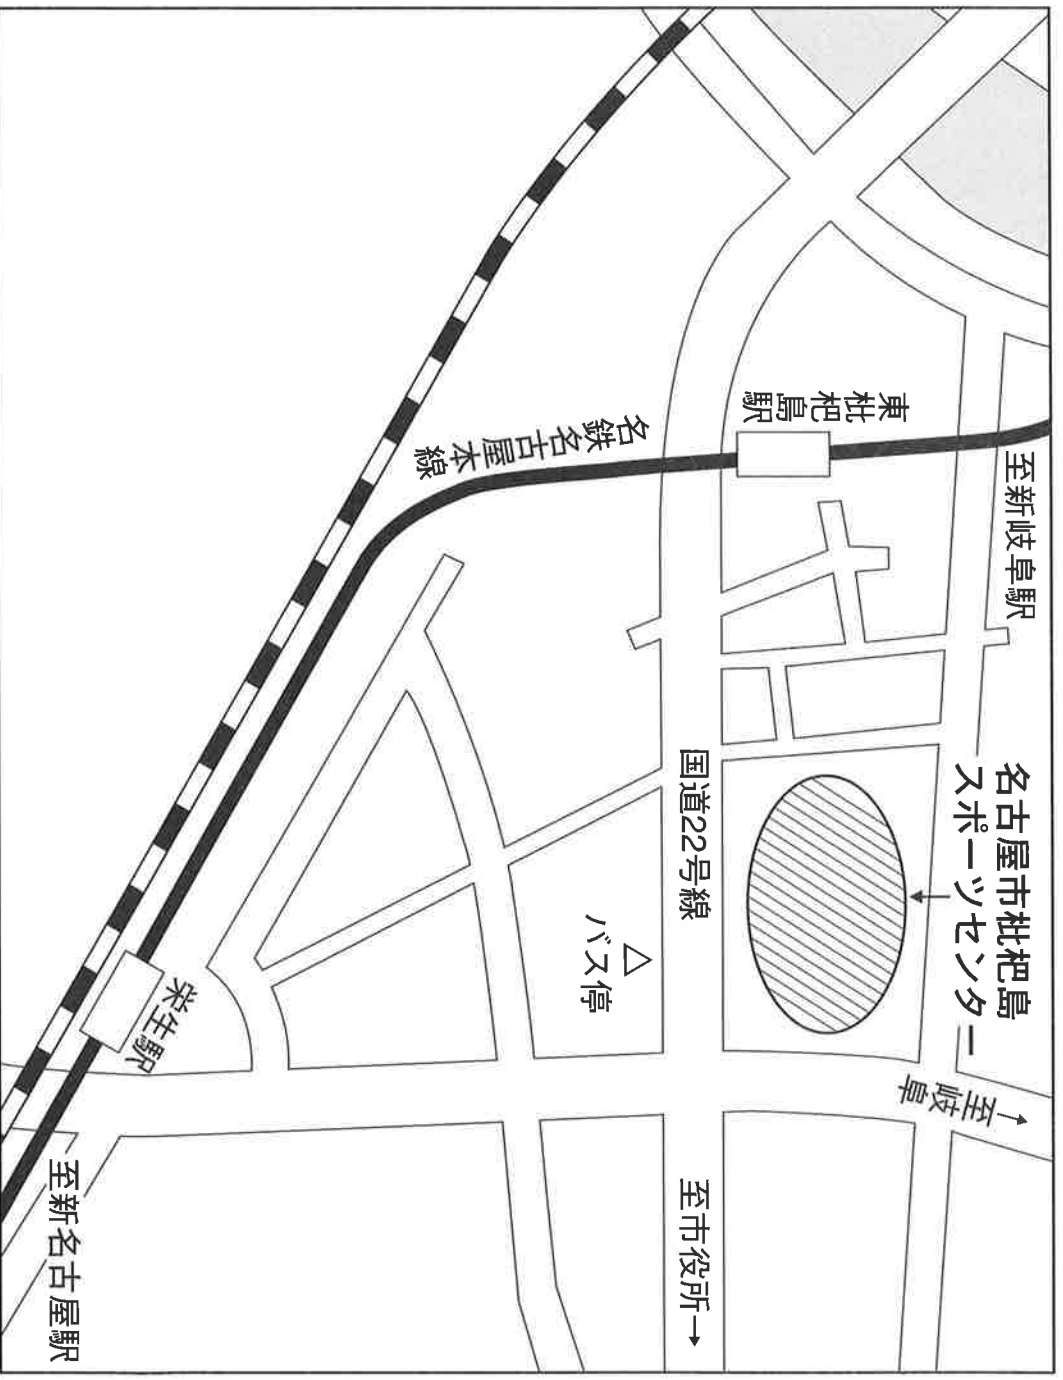 名古屋市枇杷島
スポーツセンター
至岐阜
至新岐阜駅
東枇杷島駅
名鉄名古屋本線
国道22号線
至市役所
バス停
栄生駅
至新名古屋駅